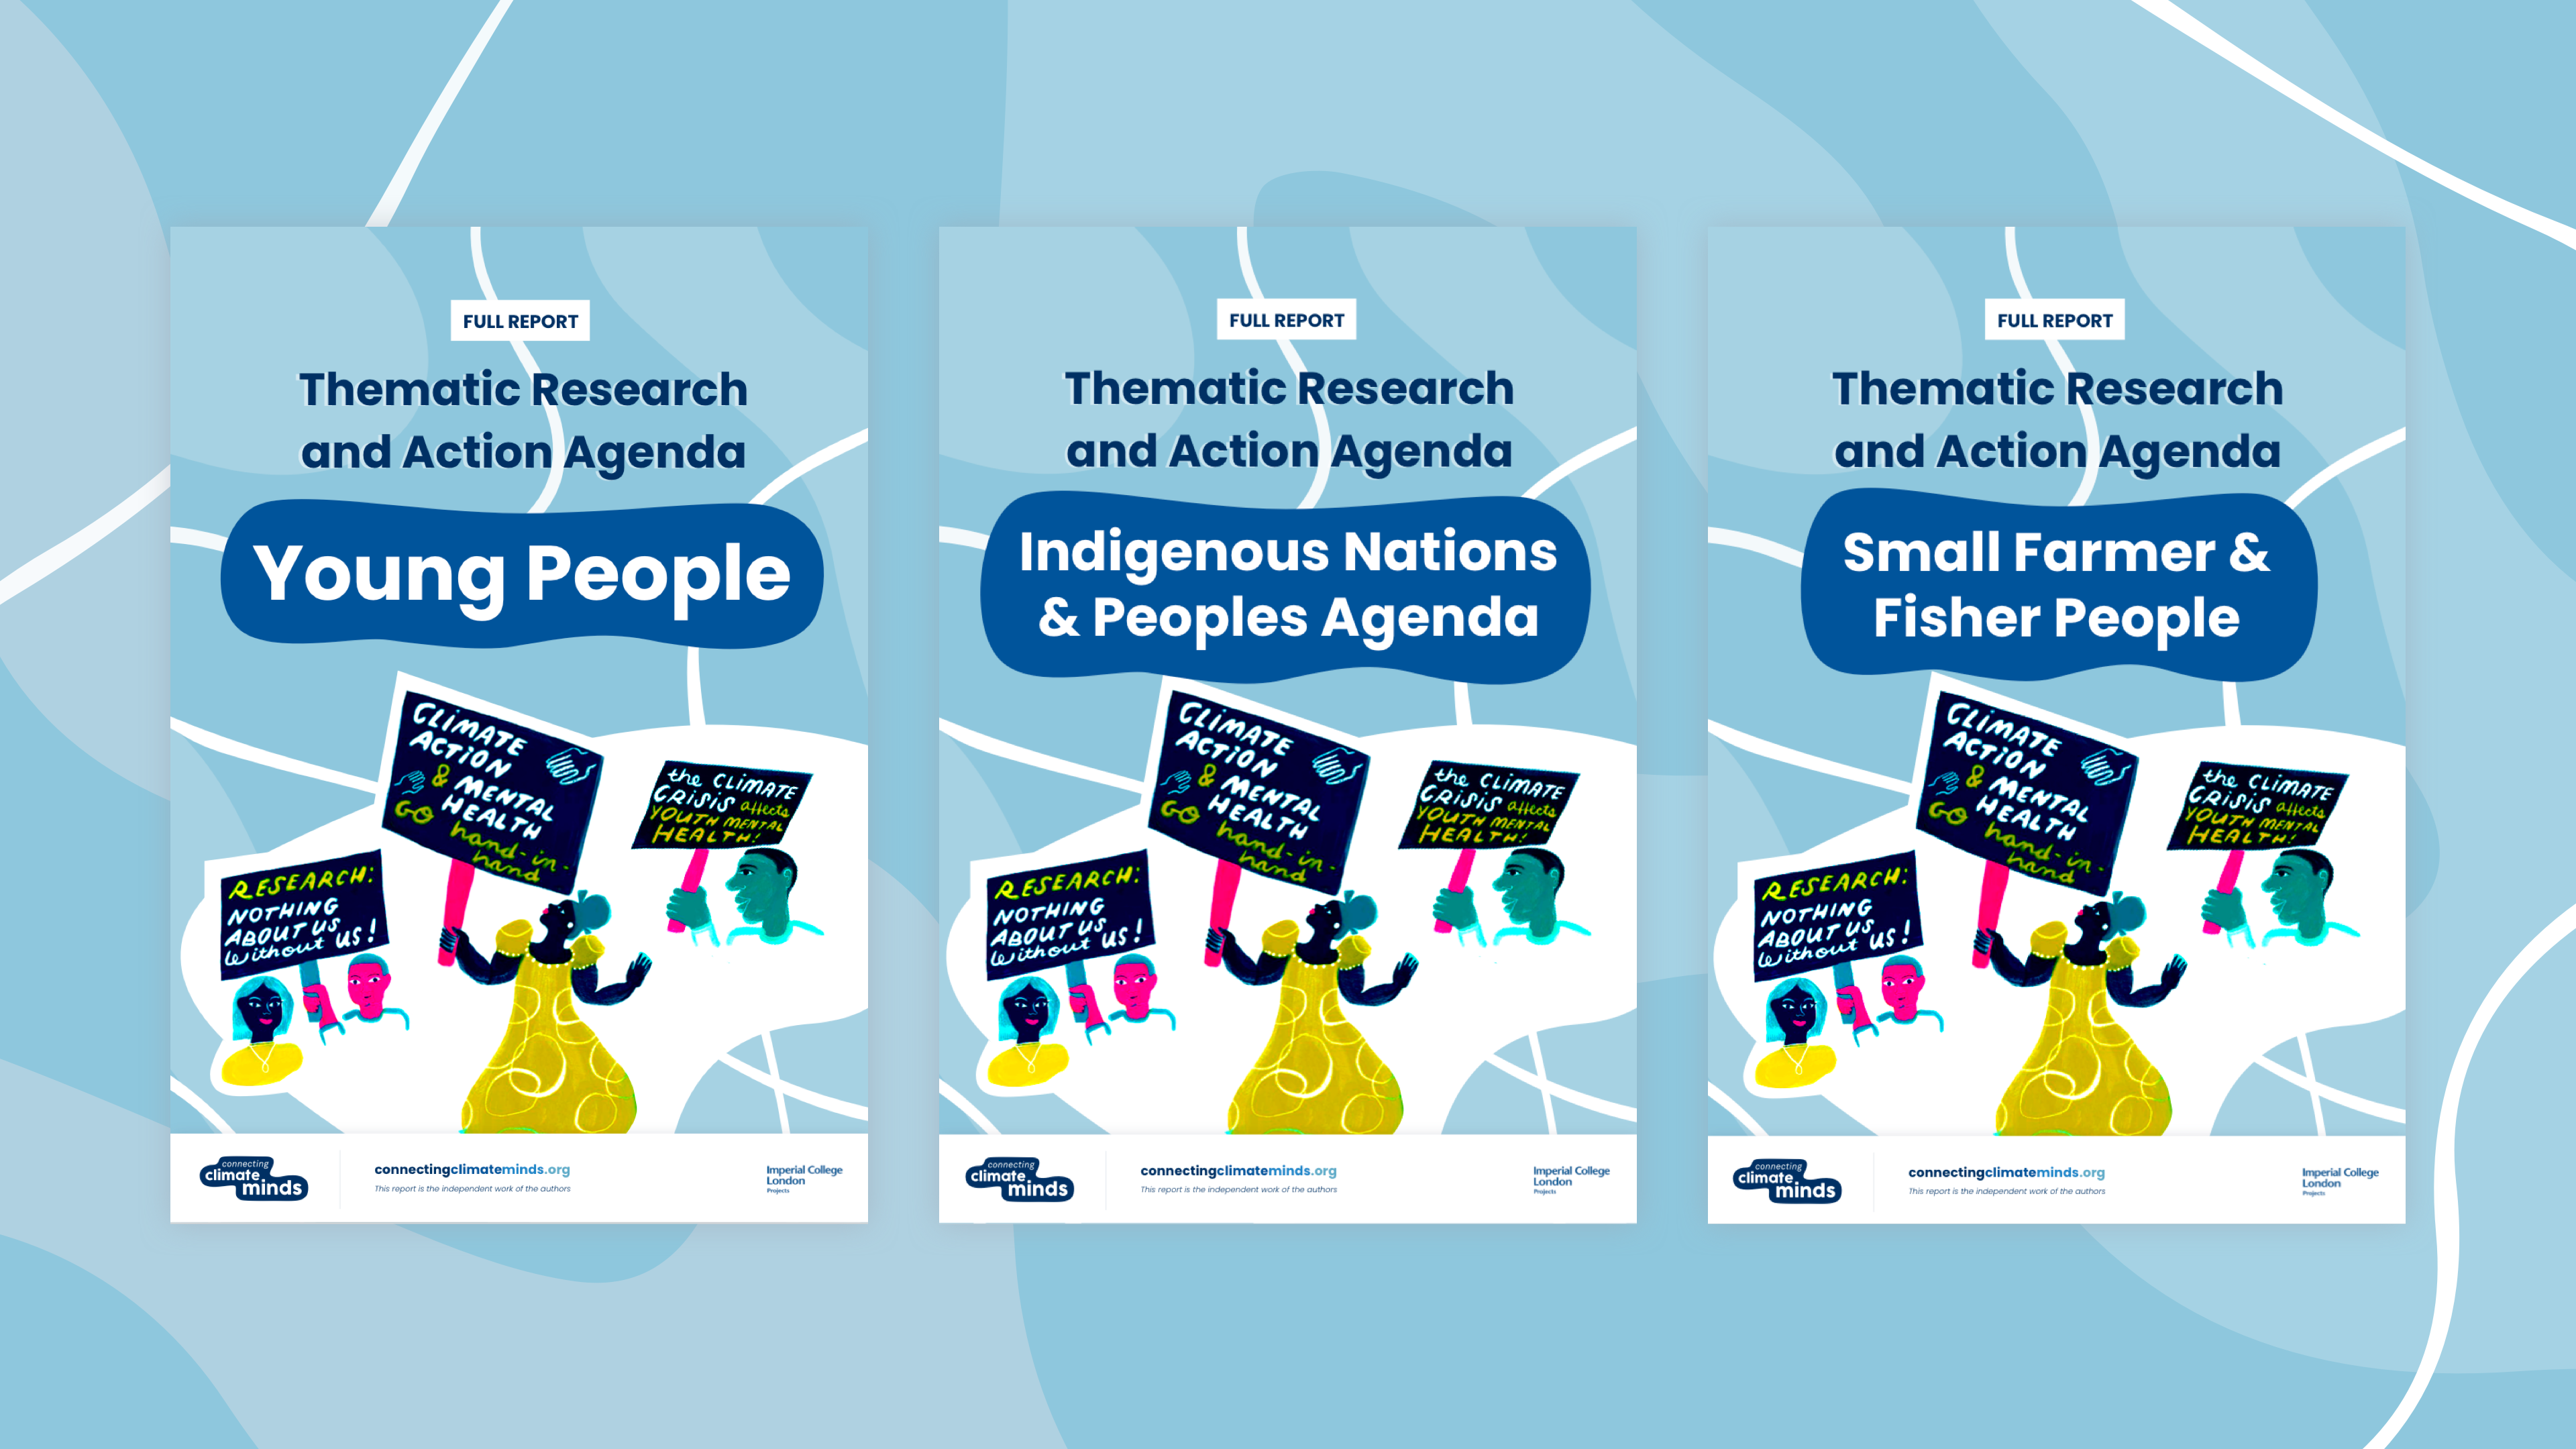 FULL REPORT
Thematic Research
and Action Agenda
Young People
CLIMATE
ACTION
& MENTAL
HEALTH
GO hand-in-
hand
the CLIMATE
CRISIS affects
YOUTH MENTAL
HEALTH!
RESEARCH:
NOTHING
ABOUT US
without US!
connecting
climate
minds
connectingclimateminds.org
This report is the independent work of the authors
Imperial College
London
Projects
FULL REPORT
Thematic Research
and Action Agenda
Indigenous Nations
& Peoples Agenda
CLIMATE
ACTION
& MENTAL
HEALTH
GO hand-in-
hand
the CLIMATE
CRISIS affects
YOUTH MENTAL
HEALTH!
RESEARCH:
NOTHING
ABOUT US
without US!
connecting
climate
minds
connectingclimateminds.org
This report is the independent work of the authors
Imperial College
London
Projects
FULL REPORT
Thematic Research
and Action Agenda
Small Farmer &
Fisher People
CLIMATE
ACTION
& MENTAL
HEALTH
GO hand-in-
hand
the CLIMATE
CRISIS affects
YOUTH MENTAL
HEALTH!
RESEARCH:
NOTHING
ABOUT US
without US!
connecting
climate
minds
connectingclimateminds.org
This report is the independent work of the authors
Imperial College
London
Projects